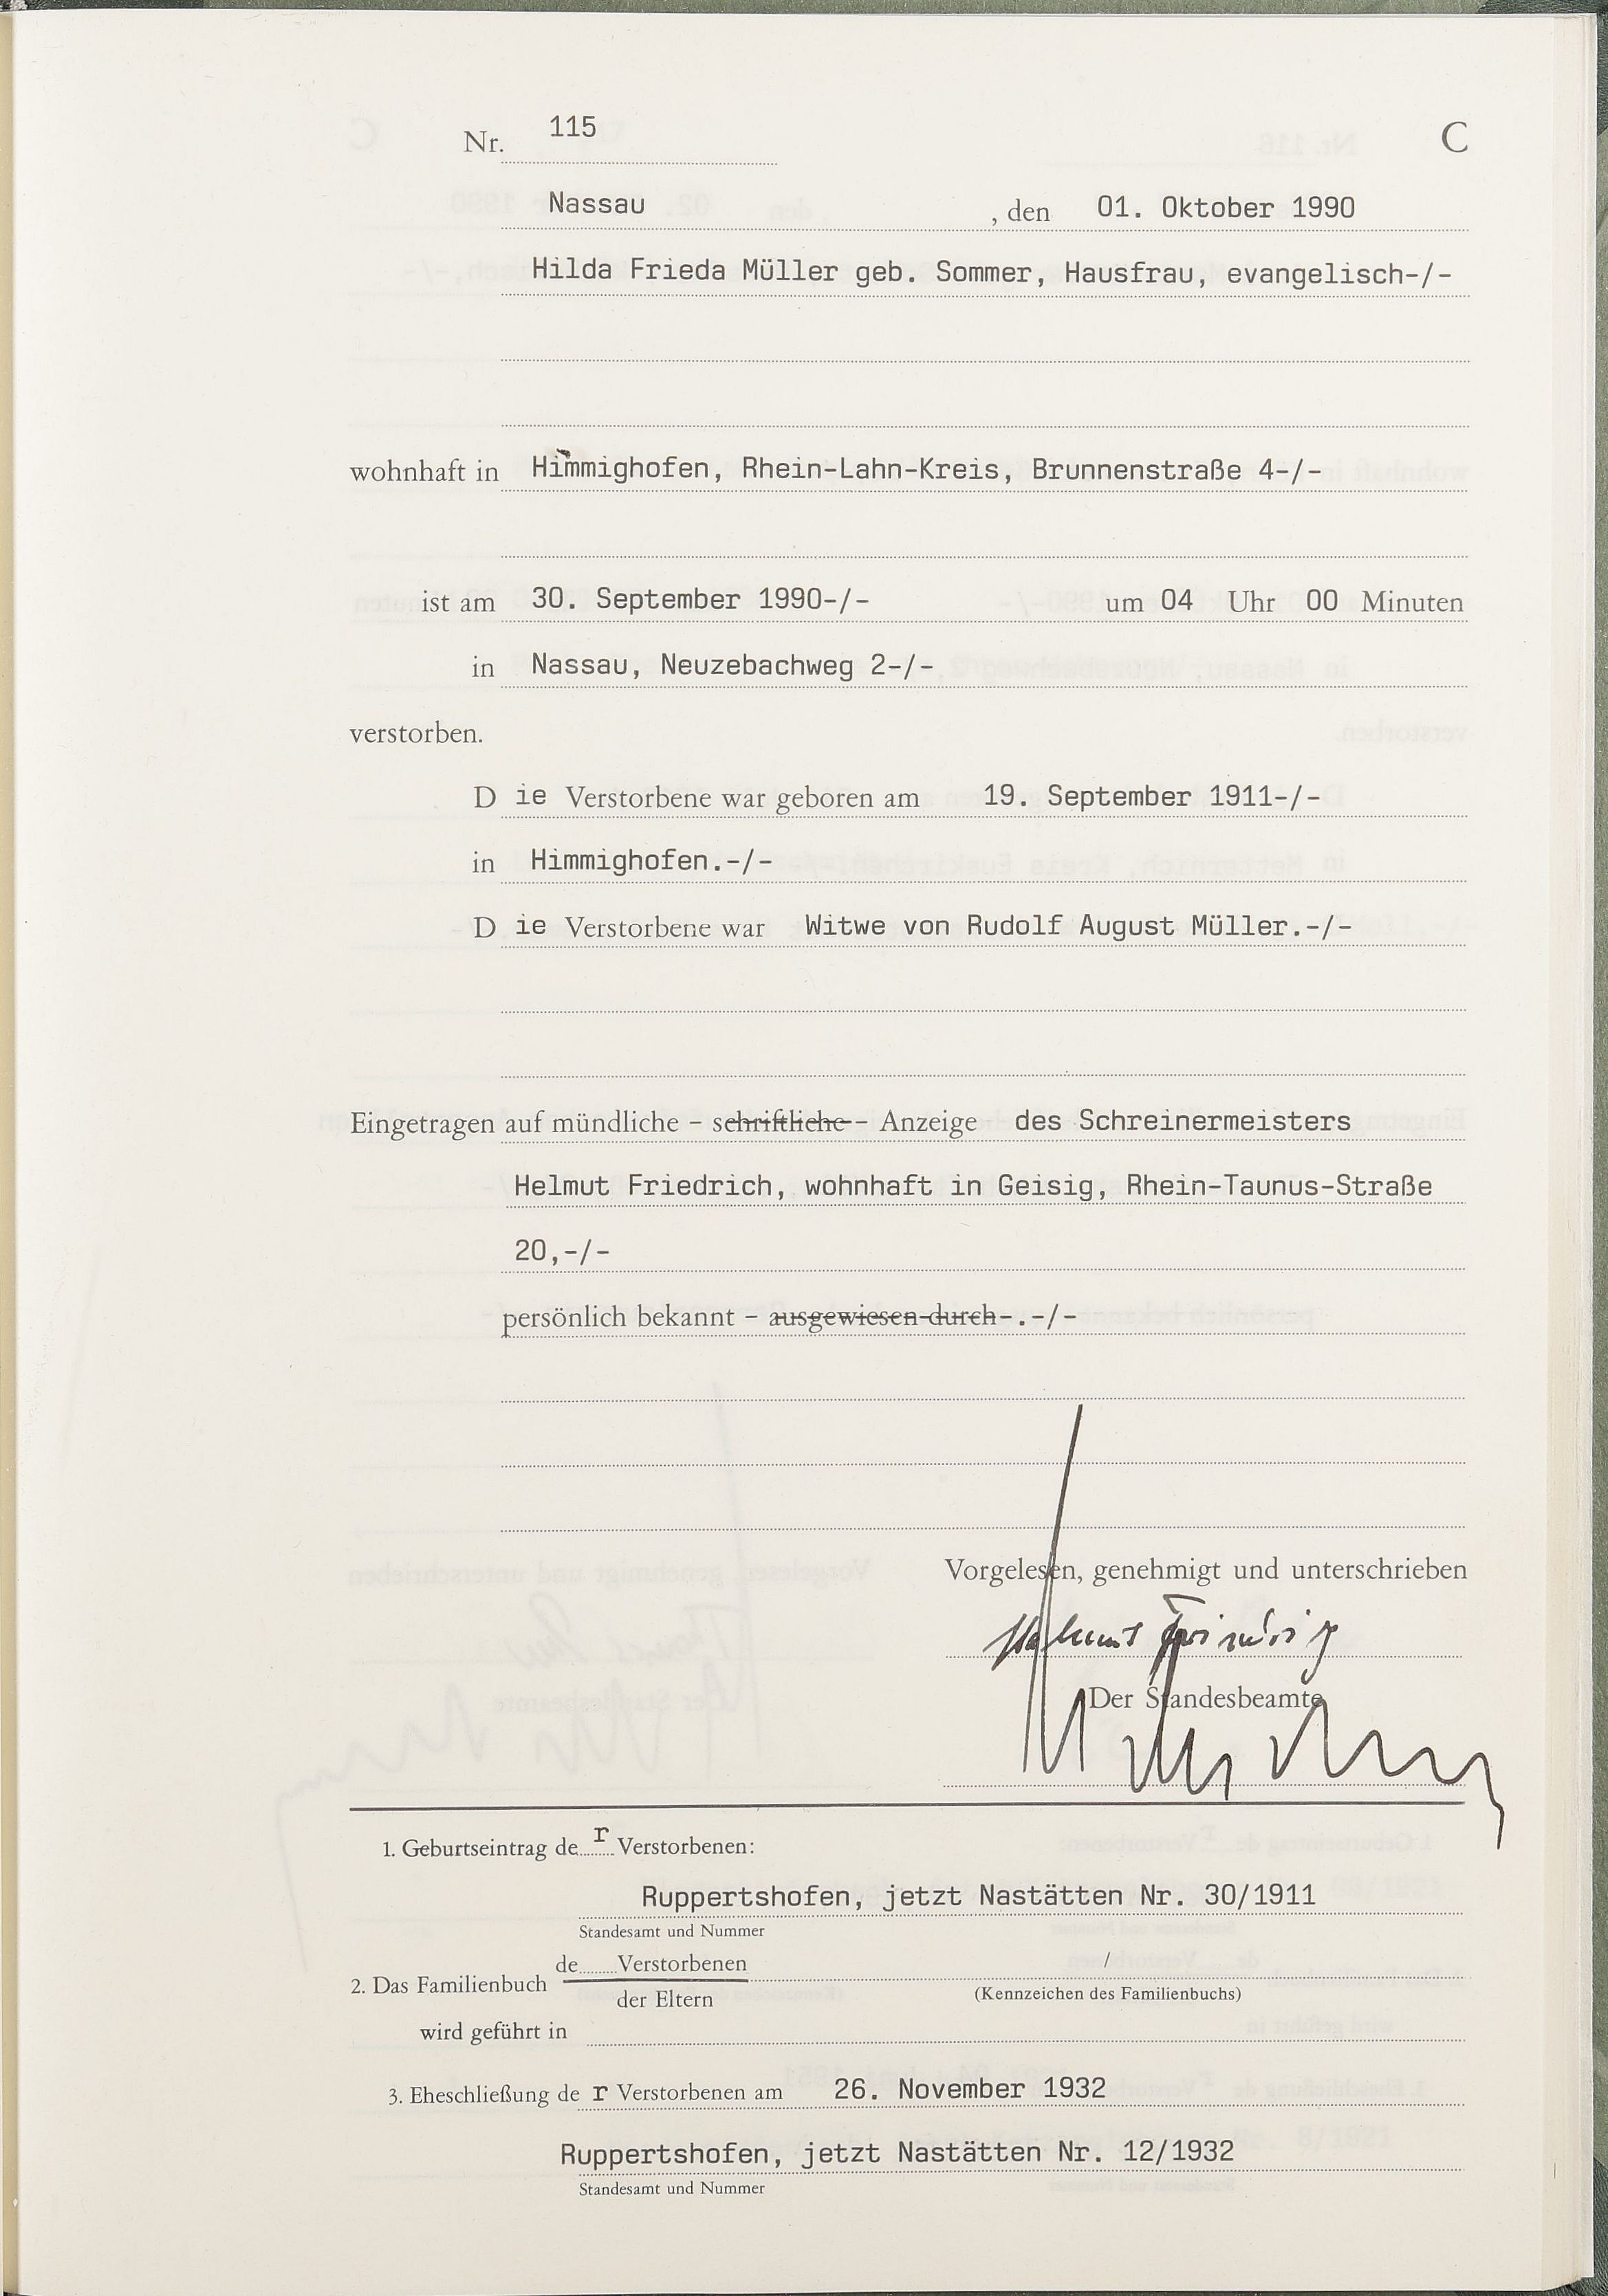 Nr. 115 C
Nassau , den 01. Oktober 1990
Hilda Frieda Müller geb. Sommer, Hausfrau, evangelisch-/-
wohnhaft in Himmighofen, Rhein-Lahn-Kreis, Brunnenstraße 4-/-
ist am 30. September 1990-/- um 04 Uhr 00 Minuten
in Nassau, Neuzebachweg 2-/-
verstorben.
D ie Verstorbene war geboren am 19. September 1911-/-
in Himmighofen.-/-
D ie Verstorbene war Witwe von Rudolf August Müller.-/-
Eingetragen auf mündliche – schriftliche – Anzeige des Schreinermeisters
Helmut Friedrich, wohnhaft in Geisig, Rhein-Taunus-Straße
20,-/-
persönlich bekannt – ausgewiesen durch-.-/-
Vorgelesen, genehmigt und unterschrieben
Helmut Friedrich
Der Standesbeamte
1. Geburtseintrag de r Verstorbenen:
Ruppertshofen, jetzt Nastätten Nr. 30/1911
Standesamt und Nummer
de........Verstorbenen /
2. Das Familienbuch
der Eltern (Kennzeichen des Familienbuchs)
wird geführt in
3. Eheschließung de r Verstorbenen am 26. November 1932
Ruppertshofen, jetzt Nastätten Nr. 12/1932
Standesamt und Nummer